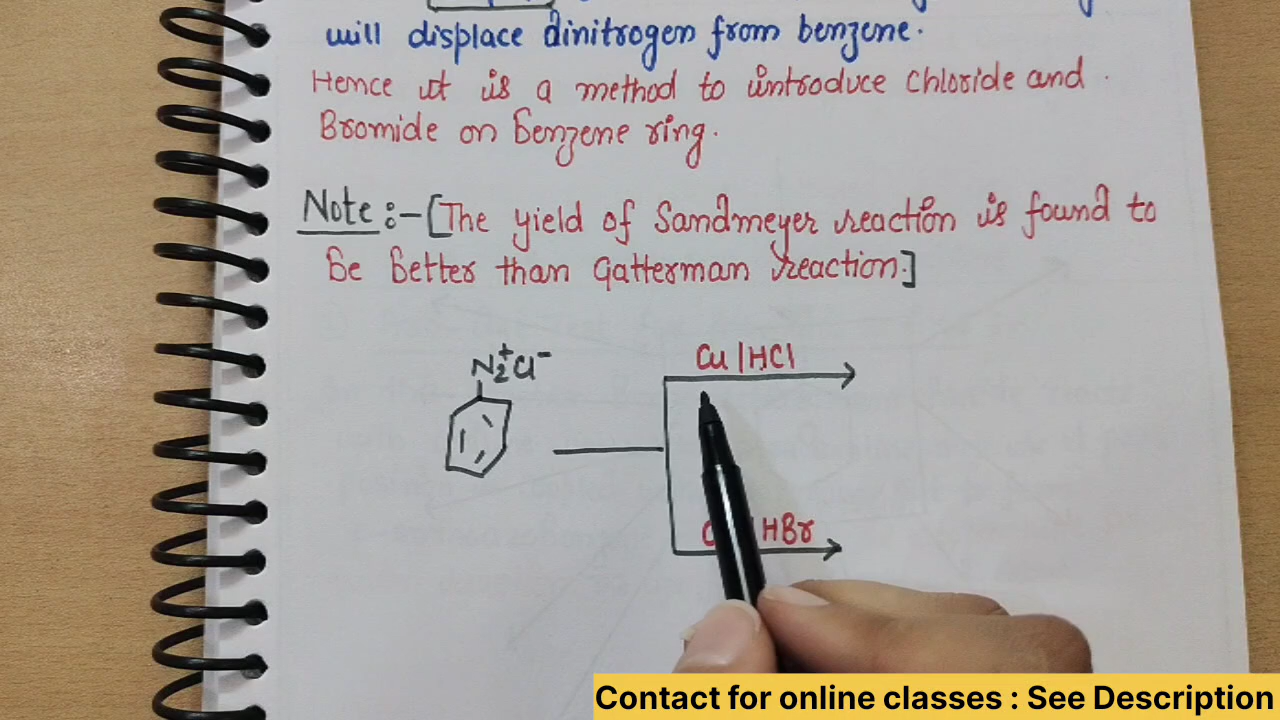 will displace dinitrogen from benzene.
Hence it is a method to introduce chloride and
Bromide on benzene ring.
Note :- [The yield of Sandmeyer reaction is found to
be better than Gatterman reaction.]
N₂⁺Cl⁻
Cu | HCl
HBr
Contact for online classes : See Description